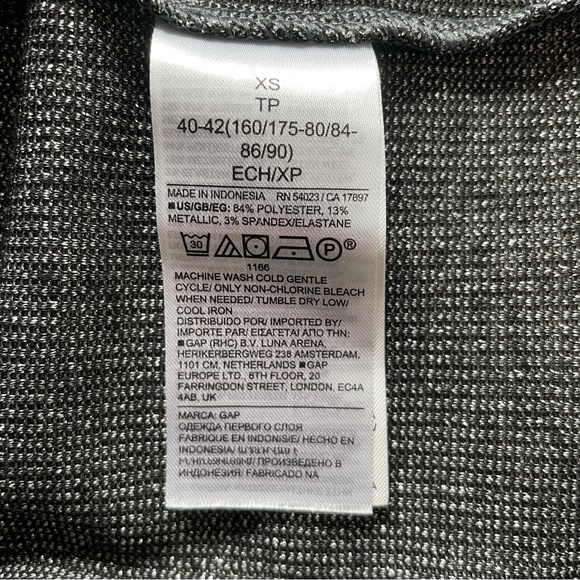 XS
TP
40-42(160/175-80/84-
86/90)
ECH/XP
MADE IN INDONESIA RN 54023 / CA 17897
■US/GB/EG: 84% POLYESTER, 13%
METALLIC, 3% SPANDEX/ELASTANE
30 P®
1166
MACHINE WASH COLD GENTLE
CYCLE/ ONLY NON-CHLORINE BLEACH
WHEN NEEDED/ TUMBLE DRY LOW/
COOL IRON
DISTRIBUIDO POR/ IMPORTED BY/
IMPORTE PAR/ ΕΙΣΑΓΕΤΑΙ ΑΠΟ ΤΗΝ:
■GAP (RHC) B.V. LUNA ARENA,
HERIKERBERGWEG 238 AMSTERDAM,
1101 CM, NETHERLANDS ■GAP
EUROPE LTD., 8TH FLOOR, 20
FARRINGDON STREET, LONDON, EC4A
4AB, UK
MARCA: GAP
ОДЕЖДА ПЕРВОГО СЛОЯ
FABRIQUE EN INDONISIE/ HECHO EN
INDONESIA/
ПРОИЗВЕДЕНО В
ИНДОНЕЗИИ/ FABRICADO NA